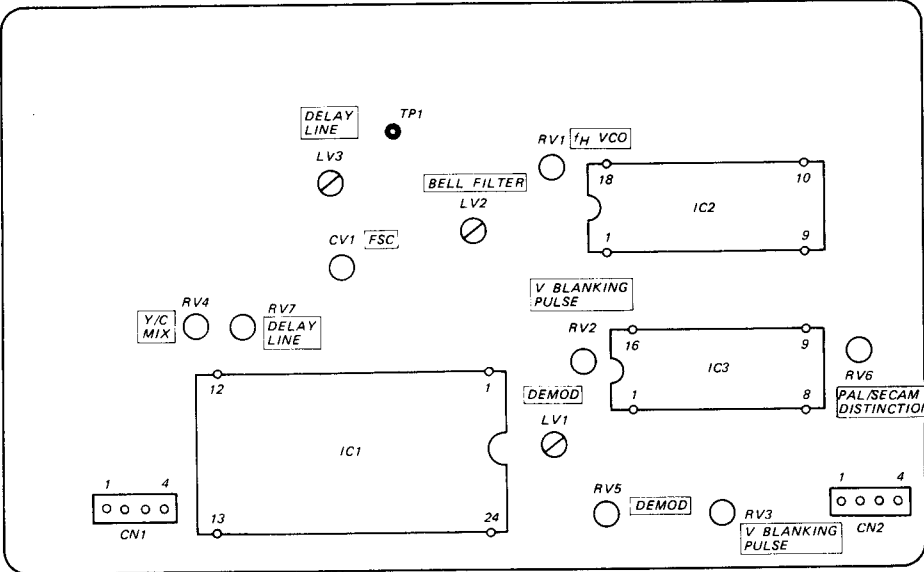 DELAY
LINE
TP1
LV3
RV1 fH VCO
18
10
BELL FILTER
LV2
IC2
1
9
CV1 FSC
V BLANKING
PULSE
RV4
RV7
Y/C
MIX
DELAY
LINE
RV2
16
9
IC3
RV6
12
1
DEMOD
1
8
PAL/SECAM
DISTINCTION
LV1
IC1
1 4
CN1
13
24
RV5 DEMOD
RV3
V BLANKING
PULSE
1 4
CN2